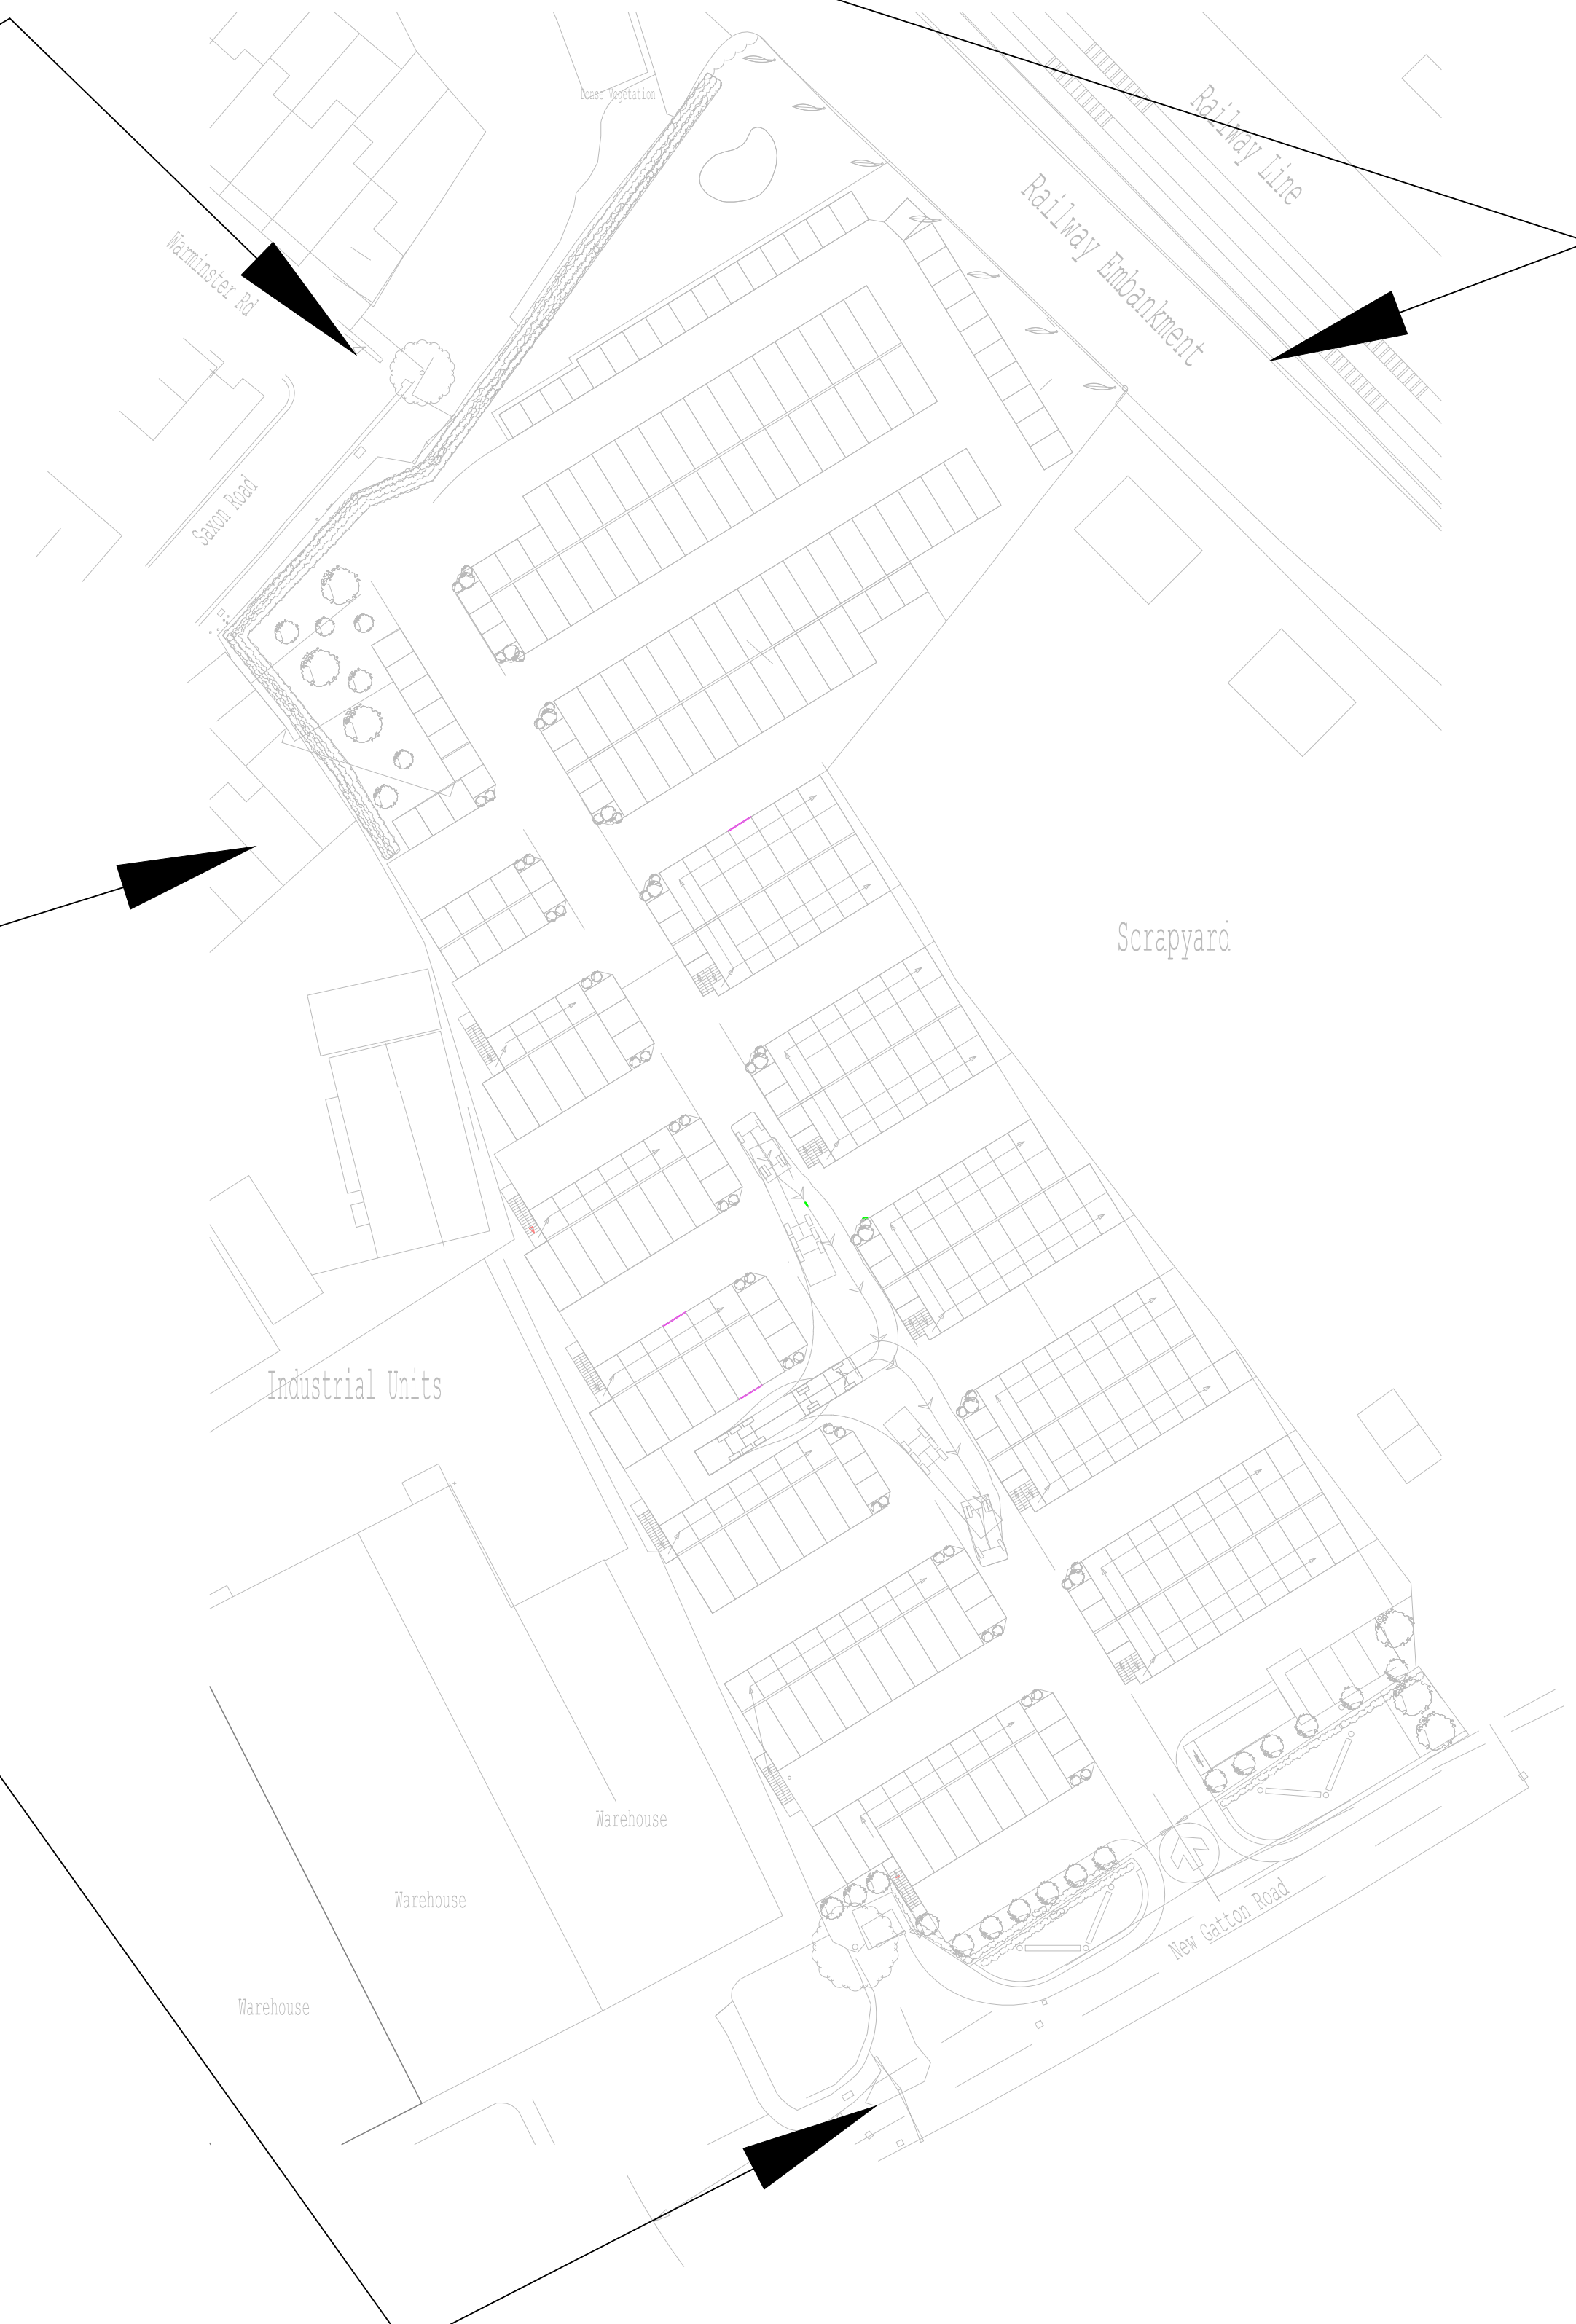 Dense Vegetation
Railway Line
Railway Embankment
Warminster Rd
Saxon Road
Scrapyard
Industrial Units
Warehouse
Warehouse
New Gatton Road
Warehouse